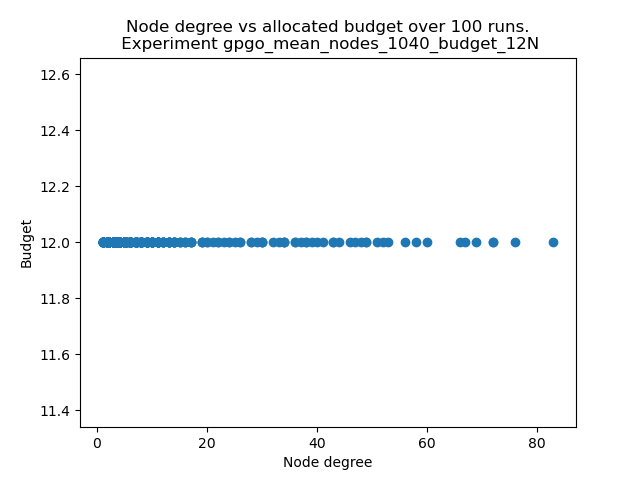 Node degree vs allocated budget over 100 runs.
Experiment gpgo_mean_nodes_1040_budget_12N
12.6
12.4
12.2
12.0
11.8
11.6
11.4
Budget
0 20 40 60 80
Node degree